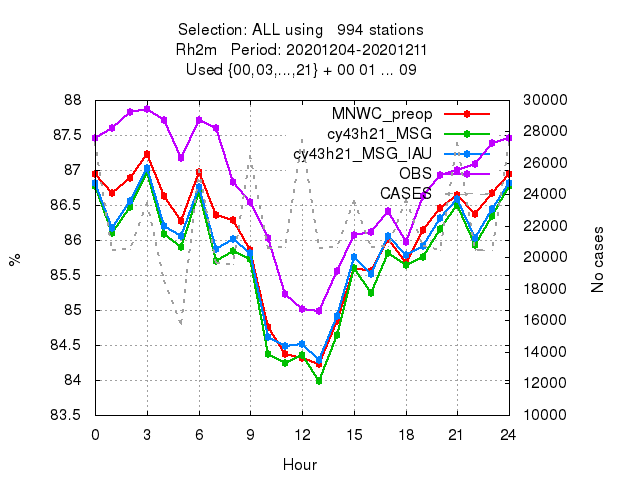 Selection: ALL using   994 stations
Rh2m   Period: 20201204-20201211
Used {00,03,...,21} + 00 01 ... 09
88
87.5
87
86.5
86
85.5
85
84.5
84
83.5
30000
28000
26000
24000
22000
20000
18000
16000
14000
12000
10000
MNWC_preop
cy43h21_MSG
cy43h21_MSG_IAU
OBS
CASES
%
No cases
0 3 6 9 12 15 18 21 24
Hour